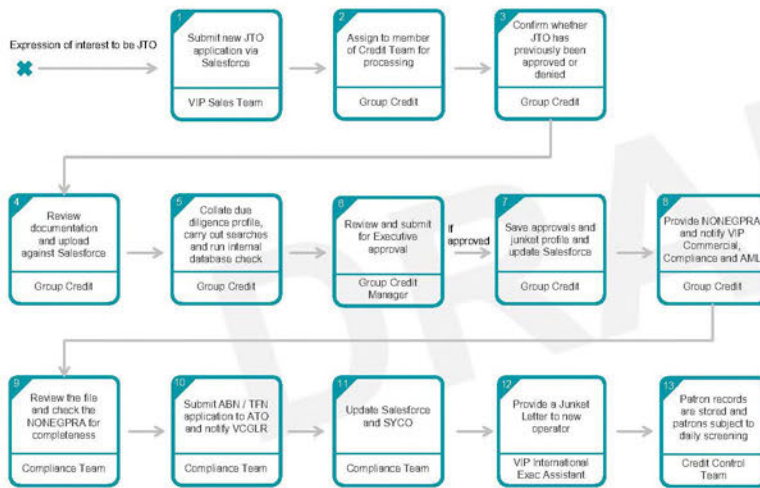 Expression of interest to be JTO
1
Submit new JTO
application via
Salesforce
VIP Sales Team
2
Assign to member
of Credit Team for
processing
Group Credit
3
Confirm whether
JTO has
previously been
approved or
denied
Group Credit
4
Review
documentation
and upload
against Salesforce
Group Credit
5
Collate due
diligence profile,
carry out searches
and run internal
database check
Group Credit
6
Review and submit
for Executive
approval
Group Credit
Manager
If
approved
7
Save approvals and
junket profile and
update Salesforce
Group Credit
8
Provide NONEGPRA
and notify VIP
Commercial,
Compliance and AML
Group Credit
9
Review the file
and check the
NONEGPRA for
completeness
Compliance Team
10
Submit ABN / TFN
application to ATO
and notify VCGLR
Compliance Team
11
Update Salesforce
and SYCO
Compliance Team
12
Provide a Junket
Letter to new
operator
VIP International
Exec Assistant
13
Patron records
are stored and
patrons subject to
daily screening
Credit Control
Team
DRA